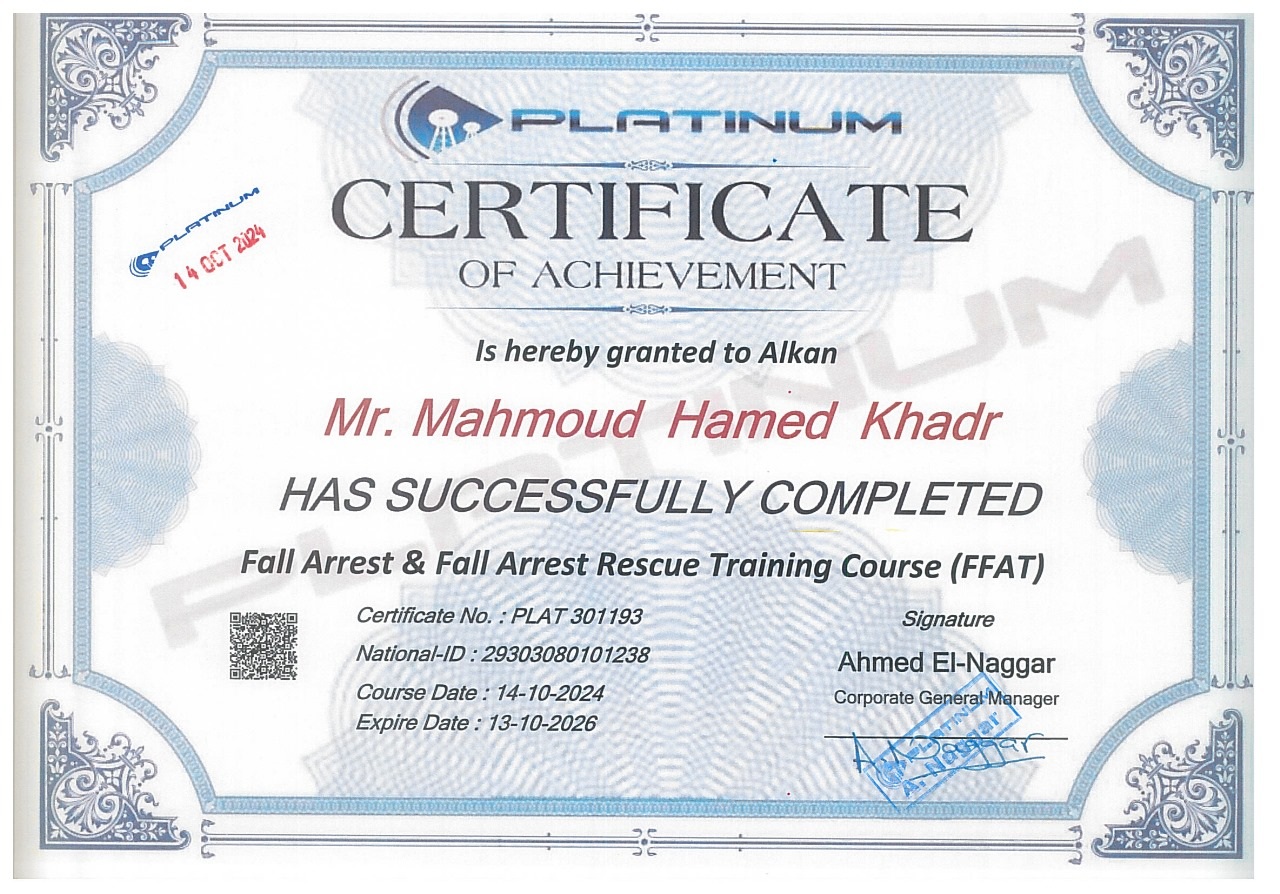 PLATINUM
CERTIFICATE
OF ACHIEVEMENT
PLATINUM
14 OCT 2024
Is hereby granted to Alkan
Mr. Mahmoud Hamed Khadr
HAS SUCCESSFULLY COMPLETED
Fall Arrest & Fall Arrest Rescue Training Course (FFAT)
Certificate No. : PLAT 301193
National-ID : 29303080101238
Course Date : 14-10-2024
Expire Date : 13-10-2026
Signature
Ahmed El-Naggar
Corporate General Manager
PLATINUM
A. Naggar
PLATINUM
A. Naggar
PLATINUM